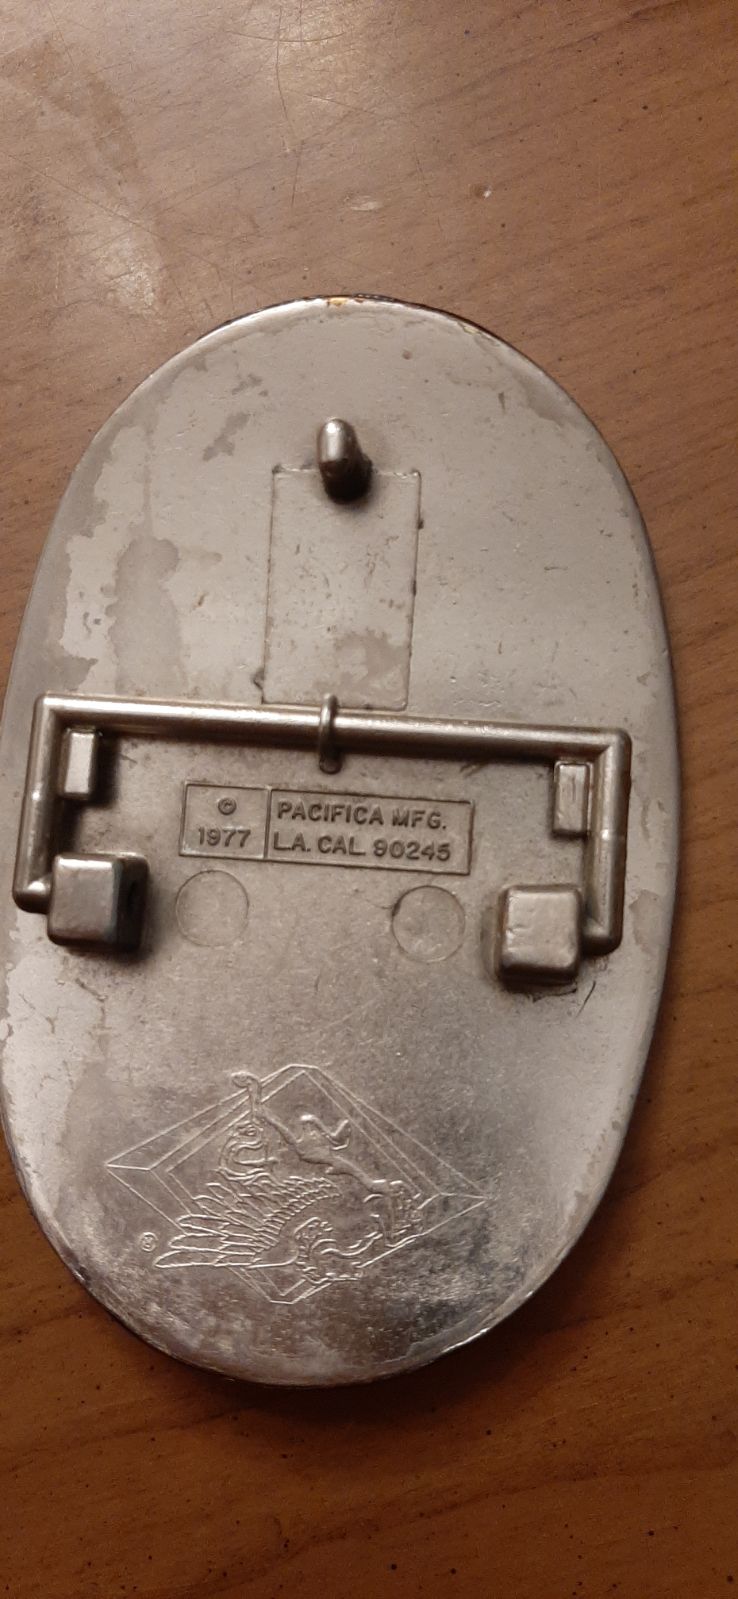 ©
1977
PACIFICA MFG.
L.A. CAL. 90245